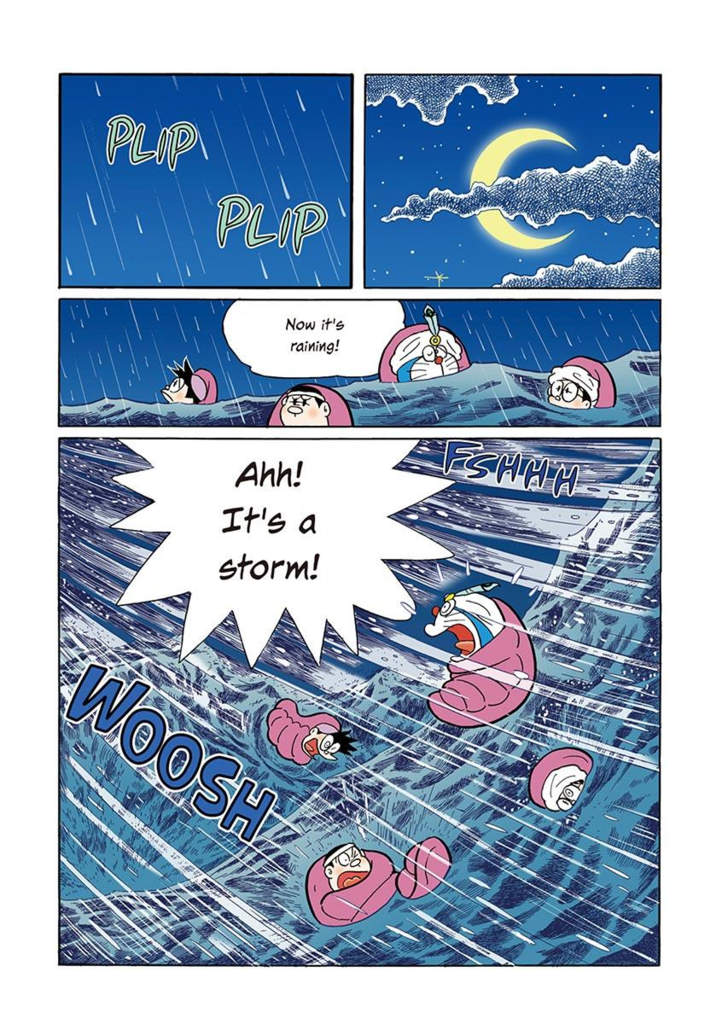 PLIP
PLIP
Now it's
raining!
FSHHH
Ahh!
It's a
storm!
WOOSH